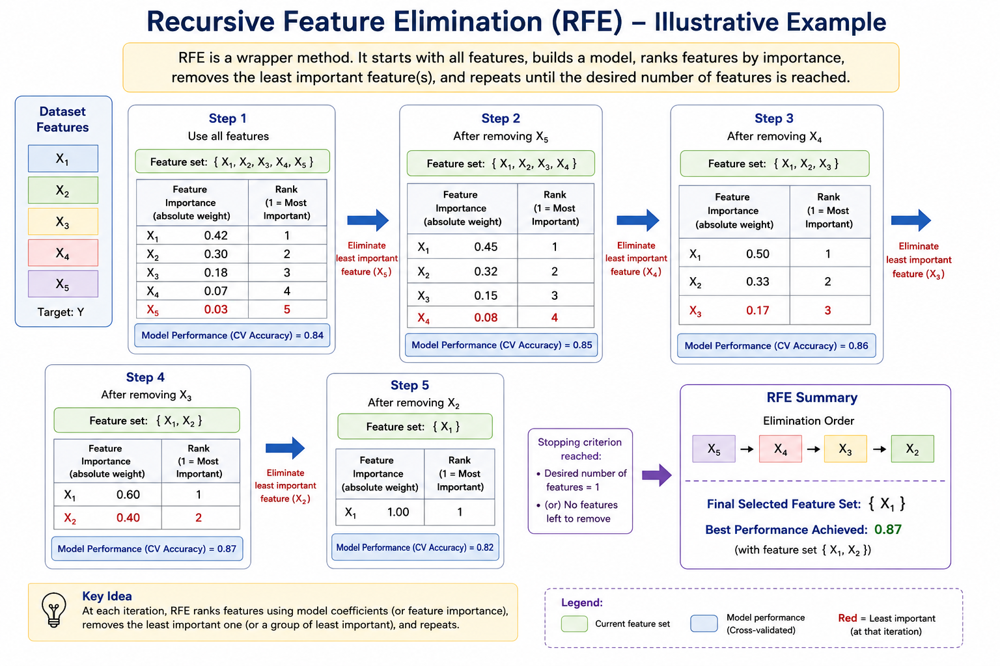 Recursive Feature Elimination (RFE) – Illustrative Example
RFE is a wrapper method. It starts with all features, builds a model, ranks features by importance,
removes the least important feature(s), and repeats until the desired number of features is reached.
Dataset
Features
X₁
X₂
X₃
X₄
X₅
Target: Y
Step 1
Use all features
Feature set: { X₁, X₂, X₃, X₄, X₅ }
Feature
Importance
(absolute weight)
Rank
(1 = Most
Important)
X₁ 0.42 1
X₂ 0.30 2
X₃ 0.18 3
X₄ 0.07 4
X₅ 0.03 5
Model Performance (CV Accuracy) = 0.84
Eliminate
least important
feature (X₅)
Step 2
After removing X₅
Feature set: { X₁, X₂, X₃, X₄ }
Feature
Importance
(absolute weight)
Rank
(1 = Most
Important)
X₁ 0.45 1
X₂ 0.32 2
X₃ 0.15 3
X₄ 0.08 4
Model Performance (CV Accuracy) = 0.85
Eliminate
least important
feature (X₄)
Step 3
After removing X₄
Feature set: { X₁, X₂, X₃ }
Feature
Importance
(absolute weight)
Rank
(1 = Most
Important)
X₁ 0.50 1
X₂ 0.33 2
X₃ 0.17 3
Model Performance (CV Accuracy) = 0.86
Eliminate
least important
feature (X₃)
Step 4
After removing X₃
Feature set: { X₁, X₂ }
Feature
Importance
(absolute weight)
Rank
(1 = Most
Important)
X₁ 0.60 1
X₂ 0.40 2
Model Performance (CV Accuracy) = 0.87
Eliminate
least important
feature (X₂)
Step 5
After removing X₂
Feature set: { X₁ }
Feature
Importance
(absolute weight)
Rank
(1 = Most
Important)
X₁ 1.00 1
Model Performance (CV Accuracy) = 0.82
Stopping criterion
reached:
• Desired number of
features = 1
• (or) No features
left to remove
RFE Summary
Elimination Order
X₅ → X₄ → X₃ → X₂
Final Selected Feature Set: { X₁ }
Best Performance Achieved: 0.87
(with feature set { X₁, X₂ })
Key Idea
At each iteration, RFE ranks features using model coefficients (or feature importance),
removes the least important one (or a group of least important), and repeats.
Legend:
Current feature set
Model performance
(Cross-validated)
Red = Least important
(at that iteration)